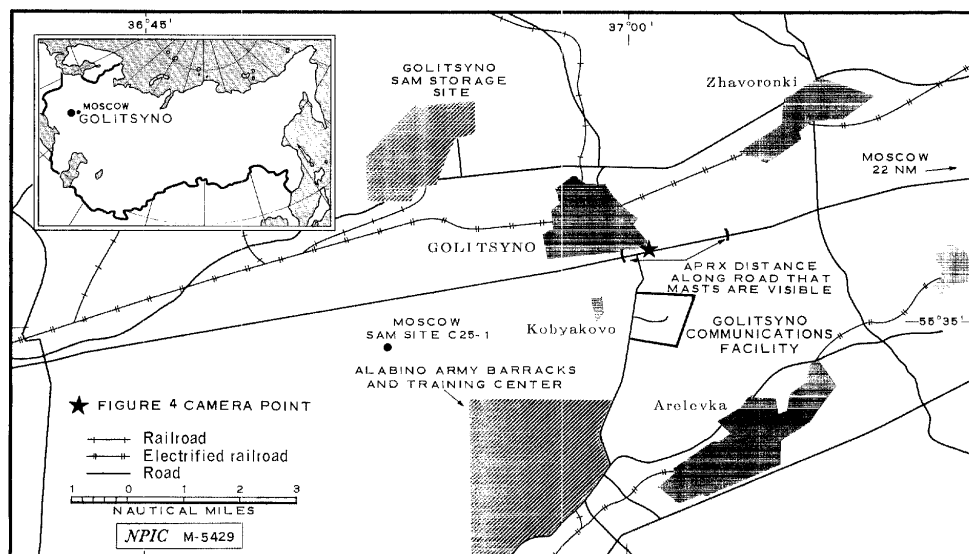 36°45'
37°00'
MOSCOW
GOLITSYNO
GOLITSYNO
SAM STORAGE
SITE
Zhavoronki
MOSCOW
22 NM
GOLITSYNO
APRX DISTANCE
ALONG ROAD THAT
MASTS ARE VISIBLE
Kobyakovo
MOSCOW
SAM SITE C25-1
GOLITSYNO
COMMUNICATIONS
FACILITY
55°35'
ALABINO ARMY BARRACKS
AND TRAINING CENTER
Arelevka
FIGURE 4 CAMERA POINT
Railroad
Electrified railroad
Road
1 0 1 2 3
NAUTICAL MILES
NPIC M-5429